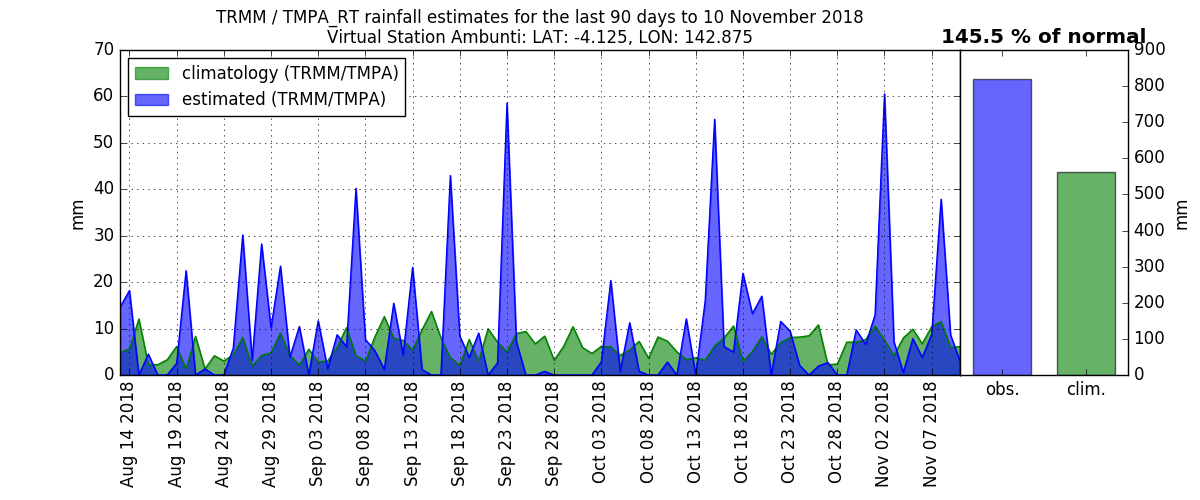 TRMM / TMPA_RT rainfall estimates for the last 90 days to 10 November 2018
Virtual Station Ambunti: LAT: -4.125, LON: 142.875
145.5 % of normal
climatology (TRMM/TMPA)
estimated (TRMM/TMPA)
70
60
50
40
30
20
10
0
mm
900
800
700
600
500
400
300
200
100
0
mm
Aug 14 2018
Aug 19 2018
Aug 24 2018
Aug 29 2018
Sep 03 2018
Sep 08 2018
Sep 13 2018
Sep 18 2018
Sep 23 2018
Sep 28 2018
Oct 03 2018
Oct 08 2018
Oct 13 2018
Oct 18 2018
Oct 23 2018
Oct 28 2018
Nov 02 2018
Nov 07 2018
obs.
clim.